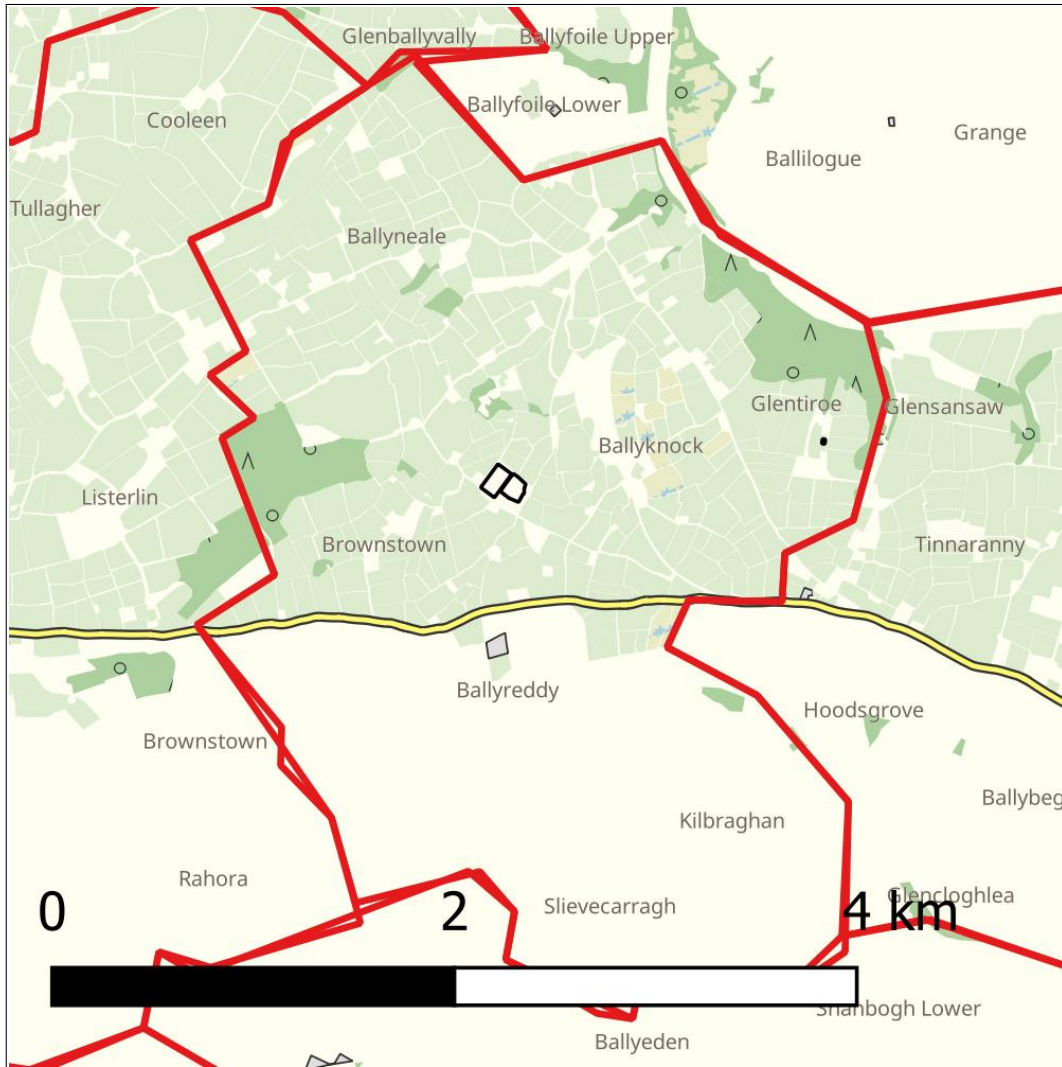 Glenballyvally
Ballyfoile Upper
Ballyfoile Lower
Cooleen
Grange
Ballilogue
Tullagher
Ballyneale
Glentiroe
Glensansaw
Ballyknock
Listerlin
Brownstown
Tinnaranny
Ballyreddy
Hoodsgrove
Brownstown
Ballybeg
Kilbraghan
Rahora
Glencloghlea
Slievecarragh
0 2 4 km
Shanbogh Lower
Ballyeden